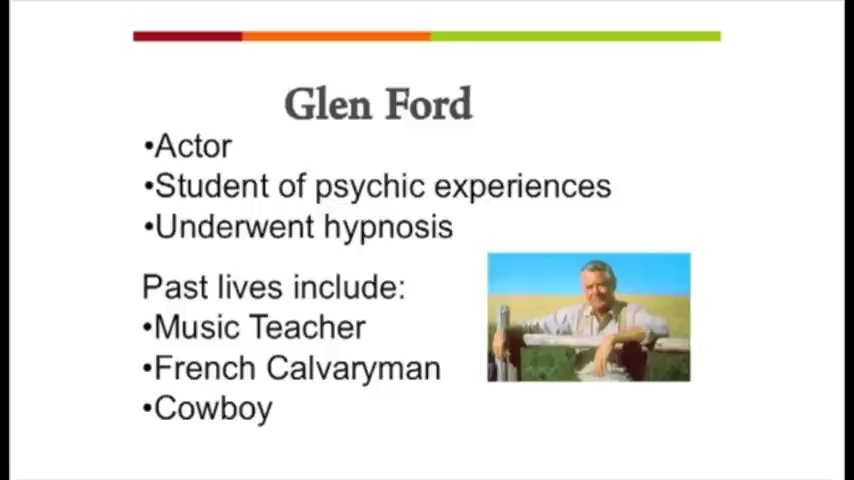 Glen Ford
•Actor
•Student of psychic experiences
•Underwent hypnosis
Past lives include:
•Music Teacher
•French Calvaryman
•Cowboy